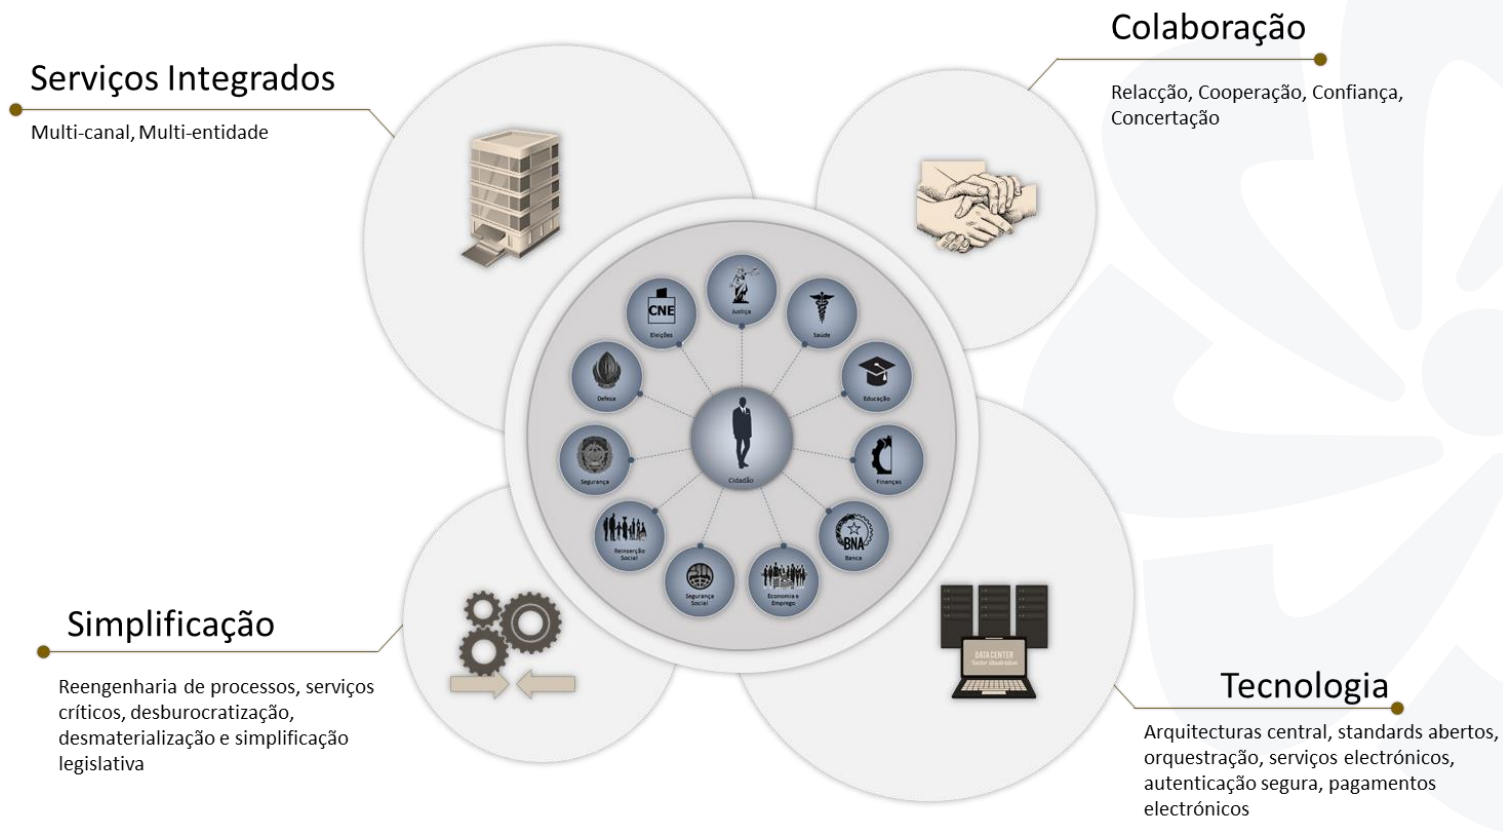 Serviços Integrados
Multi-canal, Multi-entidade
Colaboração
Relacção, Cooperação, Confiança,
Concertação
Justiça
CNE
Eleições
Saúde
Defesa
Educação
Cidadão
Segurança
Finanças
Reinserção
Social
BNA
Banca
Segurança
Social
Economia e
Emprego
Simplificação
Reengenharia de processos, serviços
críticos, desburocratização,
desmaterialização e simplificação
legislativa
DATA CENTER
Tecnologia
Arquitecturas central, standards abertos,
orquestração, serviços electrónicos,
autenticação segura, pagamentos
electrónicos